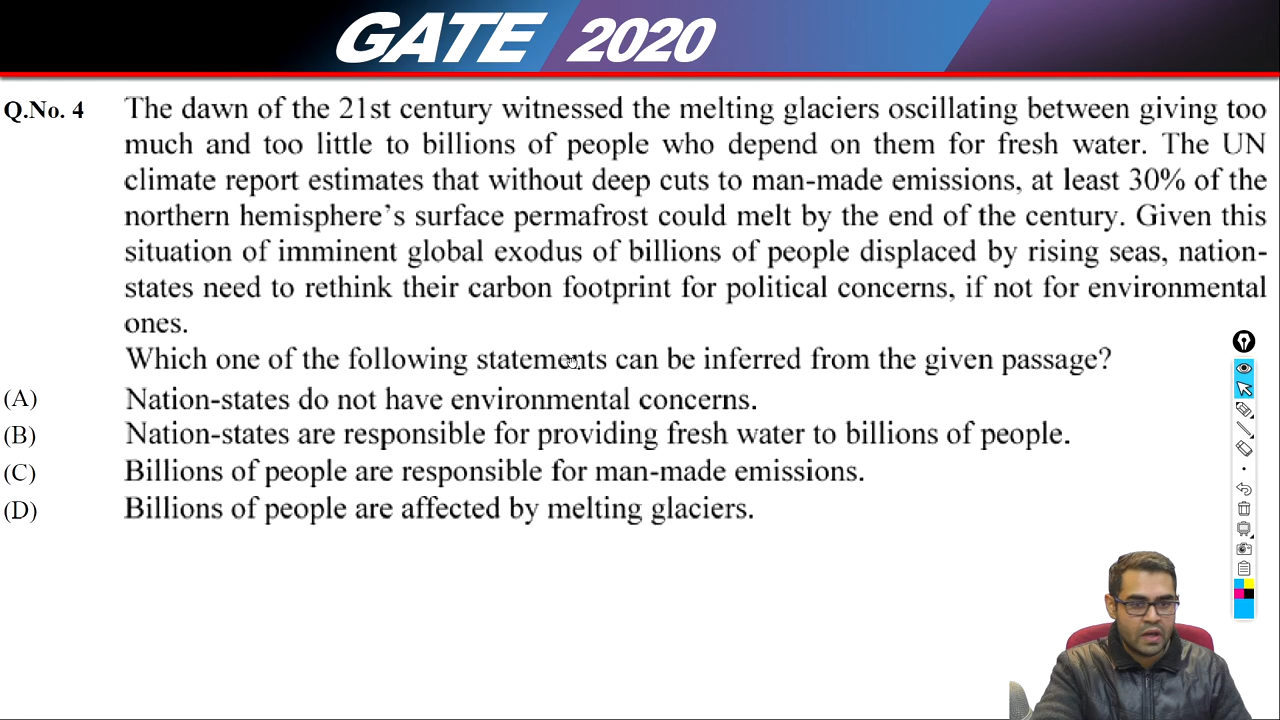 GATE 2020
Q.No. 4 The dawn of the 21st century witnessed the melting glaciers oscillating between giving too
much and too little to billions of people who depend on them for fresh water. The UN
climate report estimates that without deep cuts to man-made emissions, at least 30% of the
northern hemisphere's surface permafrost could melt by the end of the century. Given this
situation of imminent global exodus of billions of people displaced by rising seas, nation-
states need to rethink their carbon footprint for political concerns, if not for environmental
ones.
Which one of the following statements can be inferred from the given passage?
(A) Nation-states do not have environmental concerns.
(B) Nation-states are responsible for providing fresh water to billions of people.
(C) Billions of people are responsible for man-made emissions.
(D) Billions of people are affected by melting glaciers.